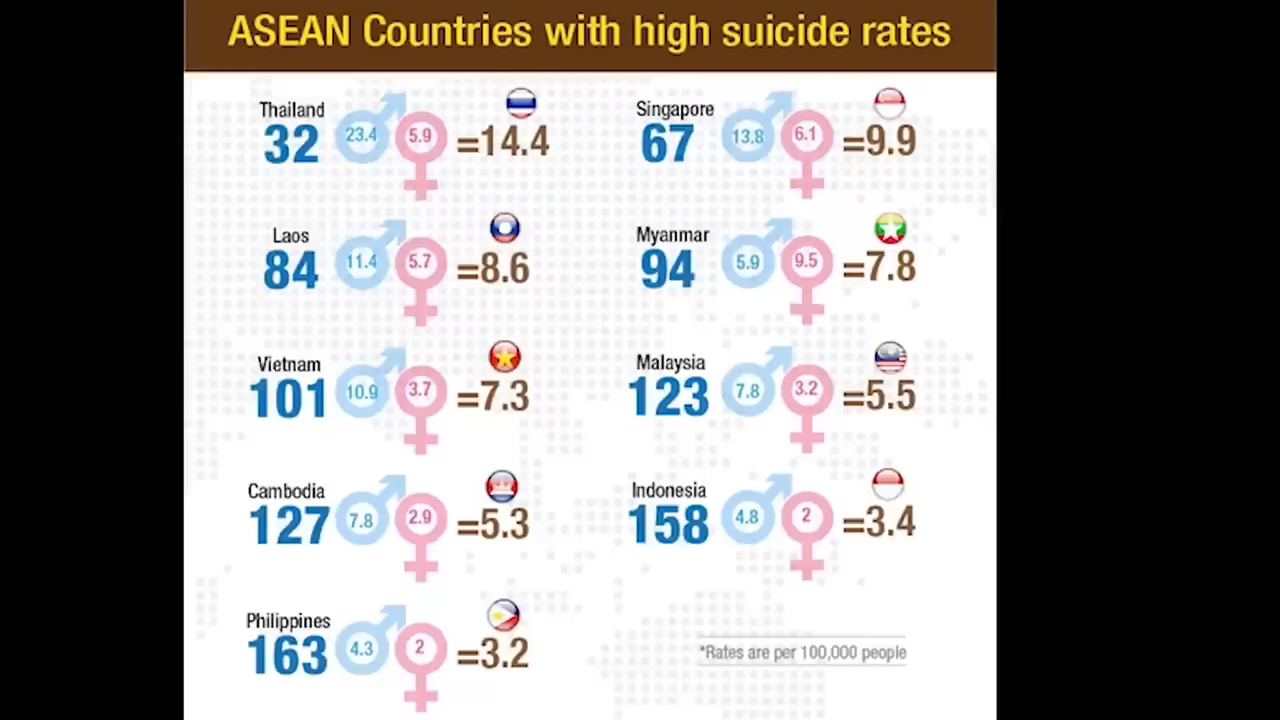 ASEAN Countries with high suicide rates
Thailand
32 23.4 5.9 =14.4
Singapore
67 13.8 6.1 =9.9
Laos
84 11.4 5.7 =8.6
Myanmar
94 5.9 9.5 =7.8
Vietnam
101 10.9 3.7 =7.3
Malaysia
123 7.8 3.2 =5.5
Cambodia
127 7.8 2.9 =5.3
Indonesia
158 4.8 2 =3.4
Philippines
163 4.3 2 =3.2
*Rates are per 100,000 people